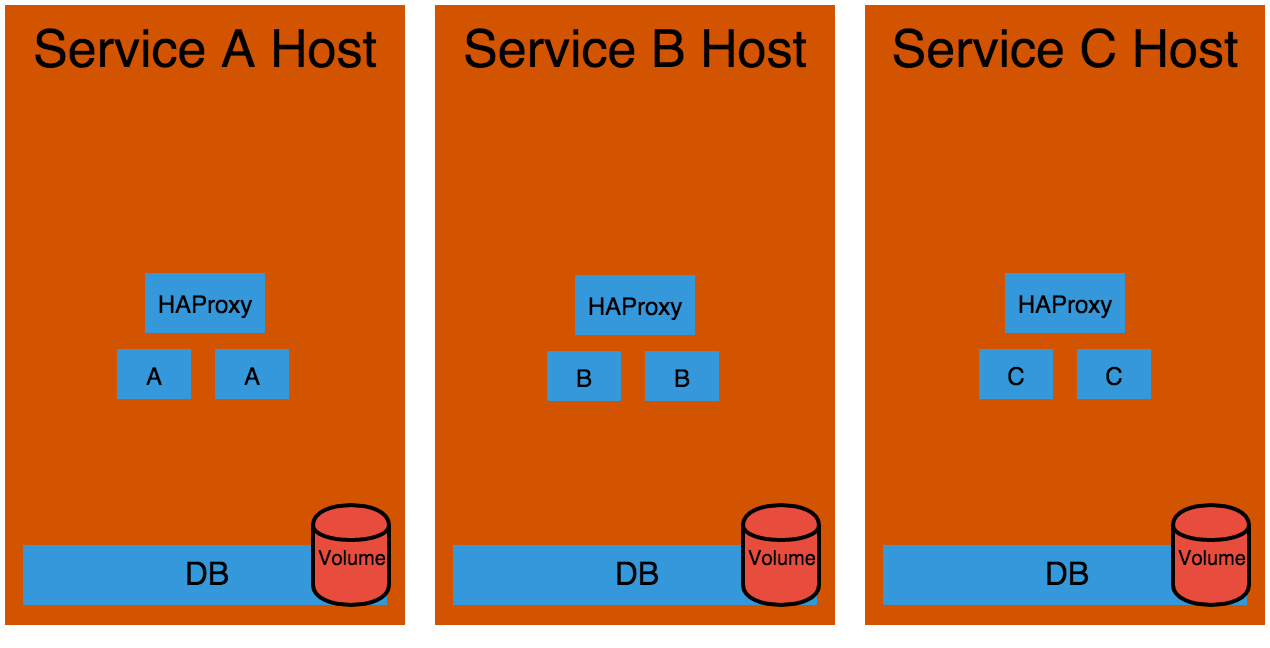 Service A Host
HAProxy
A
A
DB
Volume
Service B Host
HAProxy
B
B
DB
Volume
Service C Host
HAProxy
C
C
DB
Volume